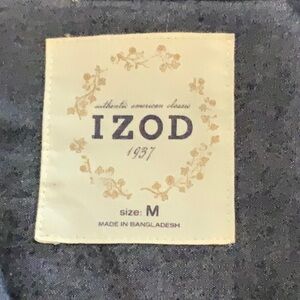 authentic american classic
IZOD
1937
size: M
MADE IN BANGLADESH